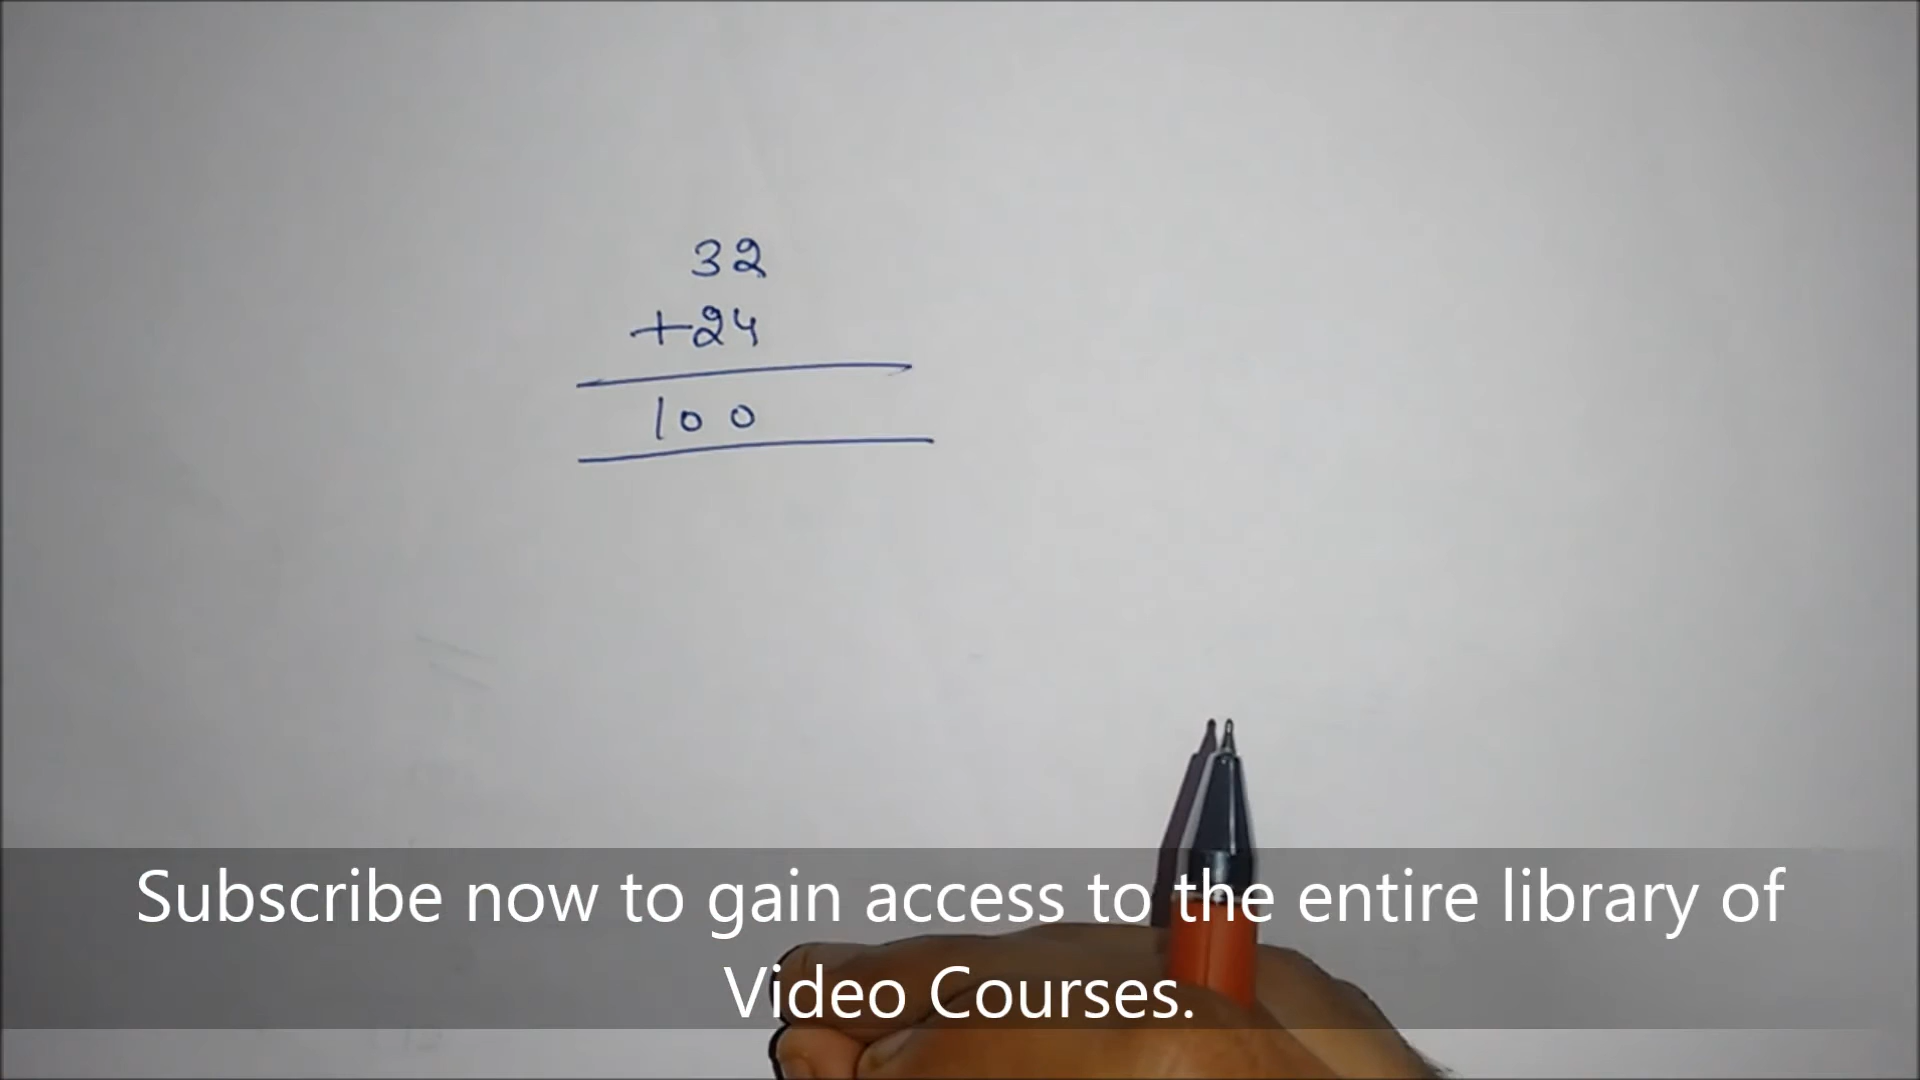 32
+24
100
Subscribe now to gain access to the entire library of
Video Courses.